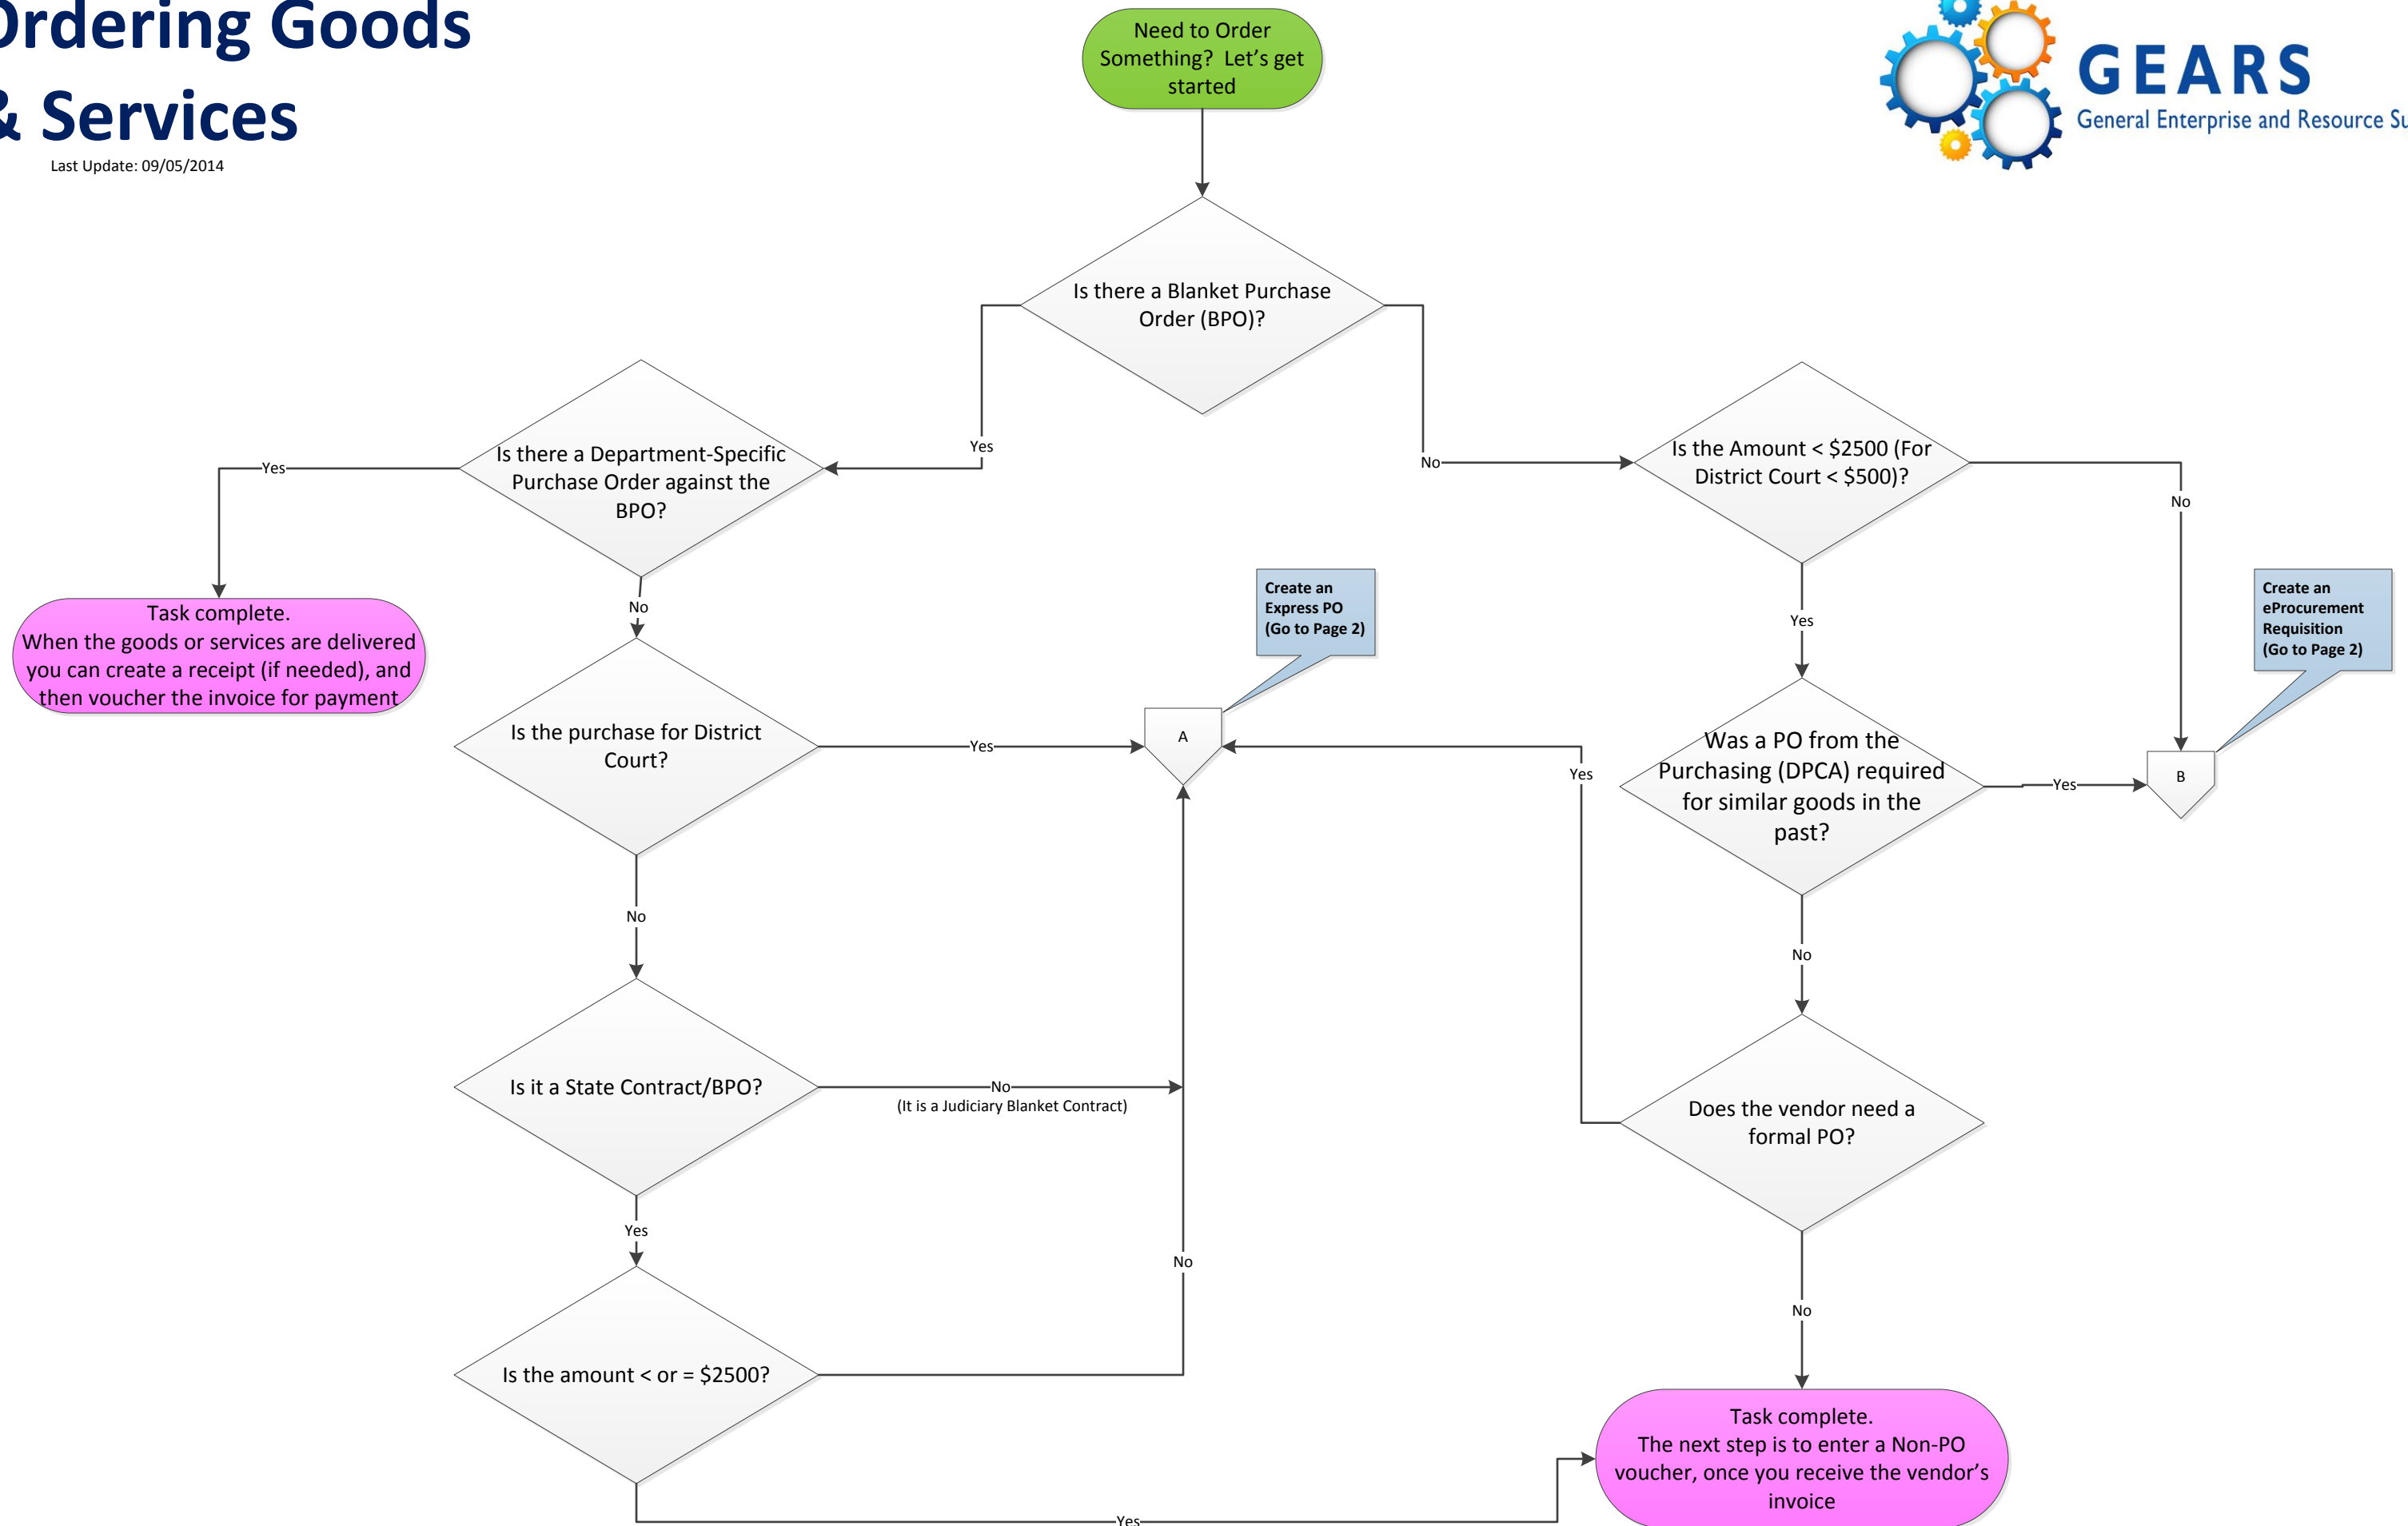 Ordering Goods
& Services
Last Update: 09/05/2014
Need to Order
Something? Let's get
started
GEARS
General Enterprise and Resource Su
Is there a Blanket Purchase
Order (BPO)?
Yes
No
Is there a Department-Specific
Purchase Order against the
BPO?
Yes
No
Is the Amount < $2500 (For
District Court < $500)?
No
Yes
Task complete.
When the goods or services are delivered
you can create a receipt (if needed), and
then voucher the invoice for payment
Create an
Express PO
(Go to Page 2)
Create an
eProcurement
Requisition
(Go to Page 2)
Is the purchase for District
Court?
Yes
A
Yes
Was a PO from the
Purchasing (DPCA) required
for similar goods in the
past?
Yes
B
No
No
Is it a State Contract/BPO?
No
(It is a Judiciary Blanket Contract)
Does the vendor need a
formal PO?
Yes
No
No
Is the amount < or = $2500?
Yes
Task complete.
The next step is to enter a Non-PO
voucher, once you receive the vendor's
invoice